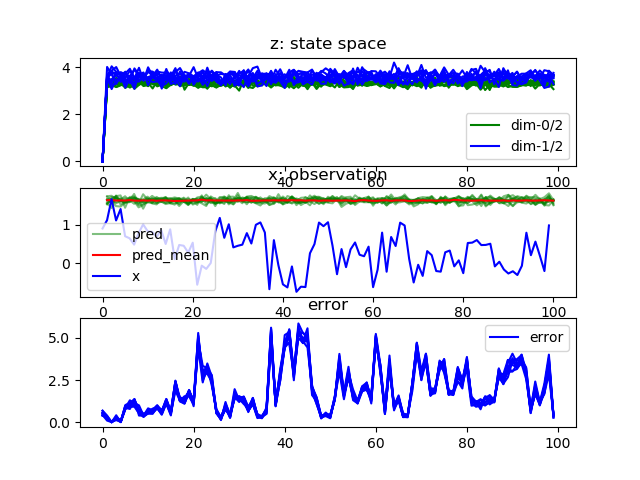 z: state space
4
2
0
dim-0/2
dim-1/2
0 20 40 60 80 100
x: observation
1
0
pred
pred_mean
x
0 20 40 60 80 100
error
5.0
2.5
0.0
error
0 20 40 60 80 100